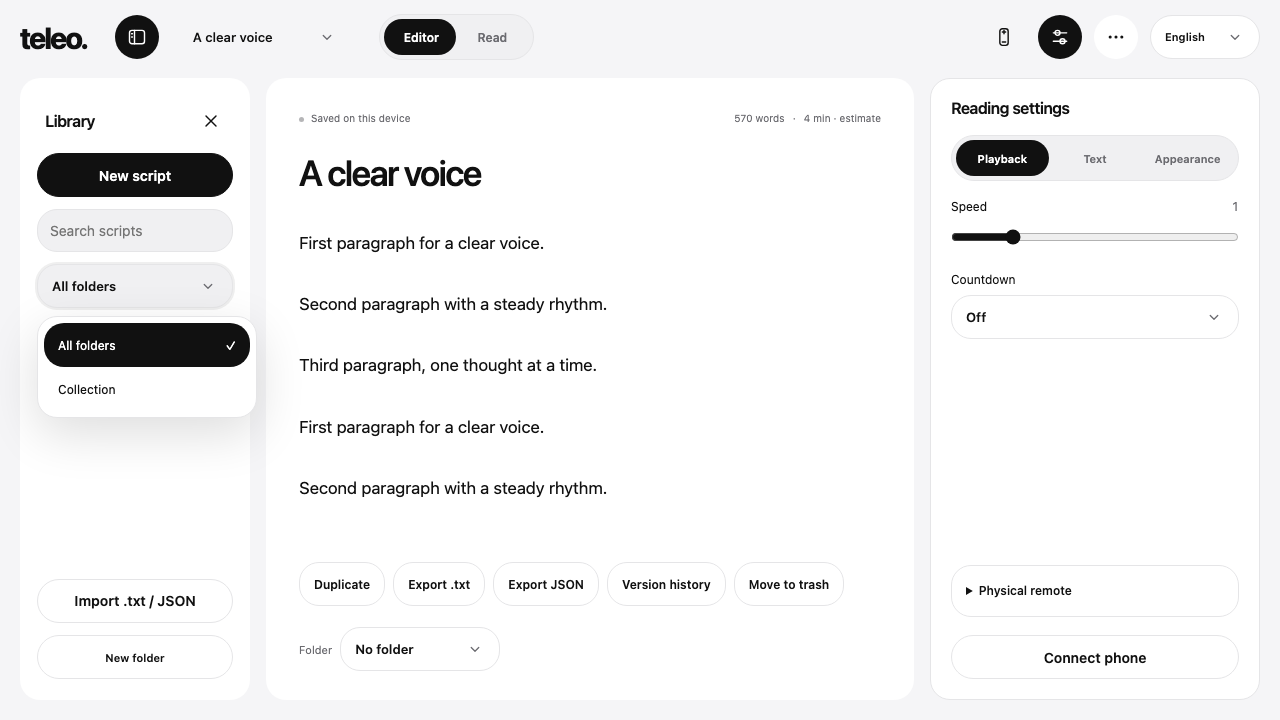 teleo.
A clear voice
Editor
Read
English
Library
New script
Search scripts
All folders
All folders
Collection
Import .txt / JSON
New folder
Saved on this device
570 words · 4 min · estimate
A clear voice
First paragraph for a clear voice.
Second paragraph with a steady rhythm.
Third paragraph, one thought at a time.
First paragraph for a clear voice.
Second paragraph with a steady rhythm.
Duplicate
Export .txt
Export JSON
Version history
Move to trash
Folder
No folder
Reading settings
Playback
Text
Appearance
Speed
1
Countdown
Off
Physical remote
Connect phone